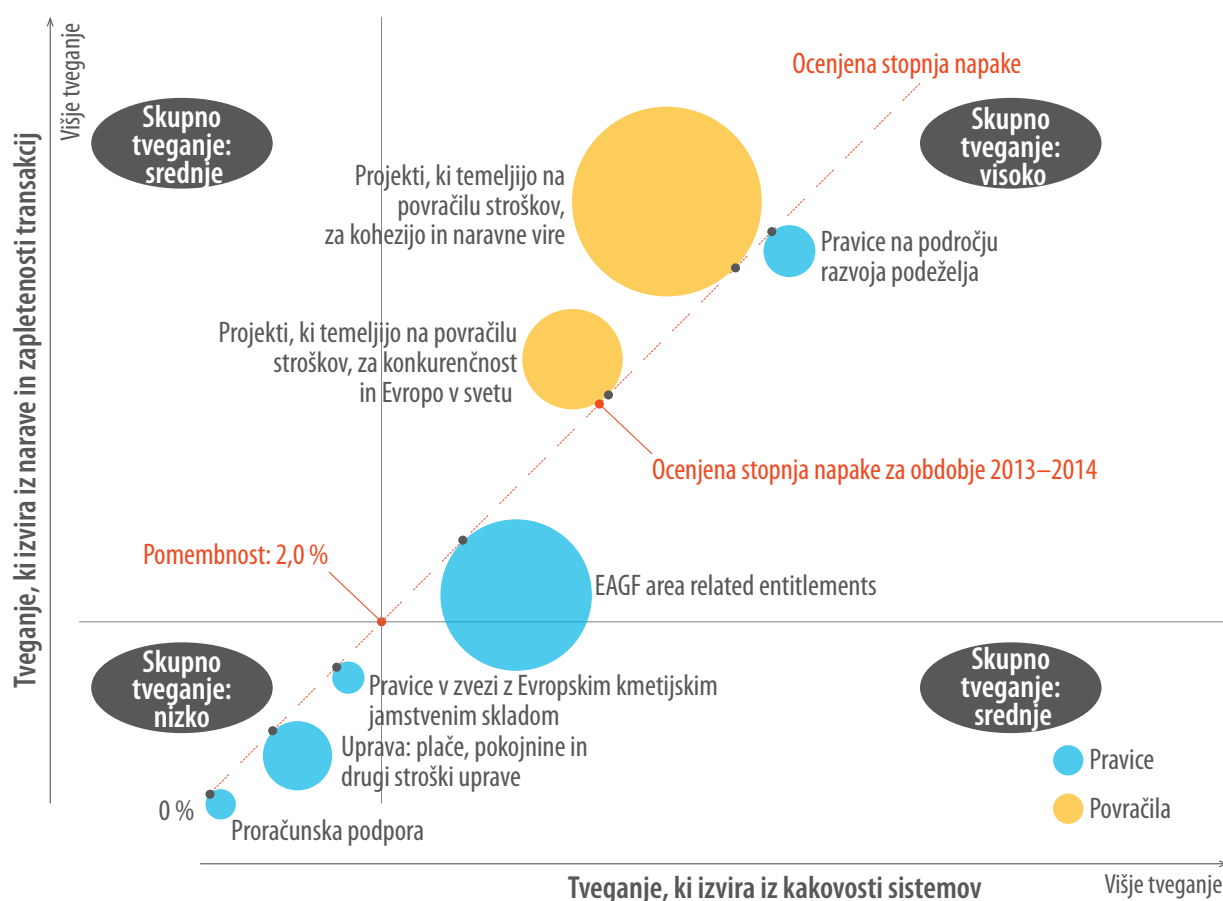 Višje tveganje
Tveganje, ki izvira iz narave in zapletenosti transakcij
Skupno
tveganje:
srednje
Ocenjena stopnja napake
Skupno
tveganje:
visoko
Projekti, ki temeljijo na
povračilu stroškov,
za kohezijo in naravne vire
Pravice na področju
razvoja podeželja
Projekti, ki temeljijo na povračilu
stroškov, za konkurenčnost
in Evropo v svetu
Ocenjena stopnja napake za obdobje 2013–2014
Pomembnost: 2,0 %
EAGF area related entitlements
Skupno
tveganje:
nizko
Pravice v zvezi z Evropskim kmetijskim
jamstvenim skladom
Uprava: plače, pokojnine in
drugi stroški uprave
Skupno
tveganje:
srednje
Pravice
Povračila
0 %
Proračunska podpora
Tveganje, ki izvira iz kakovosti sistemov
Višje tveganje